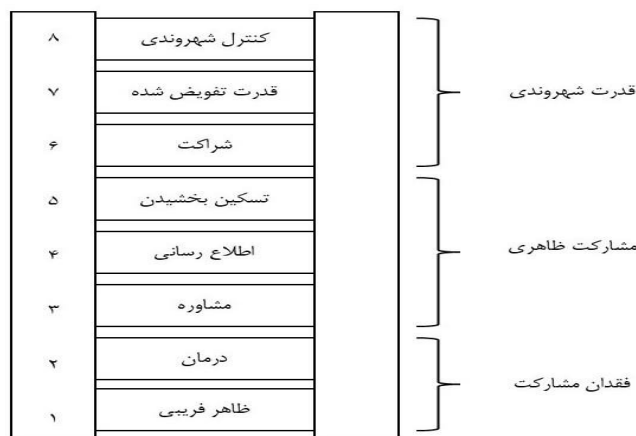 ۸ کنترل شهروندی
۷ قدرت تفویض شده
قدرت شهروندی
۶ شراکت
۵ تسکین بخشیدن
۴ اطلاع رسانی
مشارکت ظاهری
۳ مشاوره
۲ درمان
فقدان مشارکت
۱ ظاهر فریبی